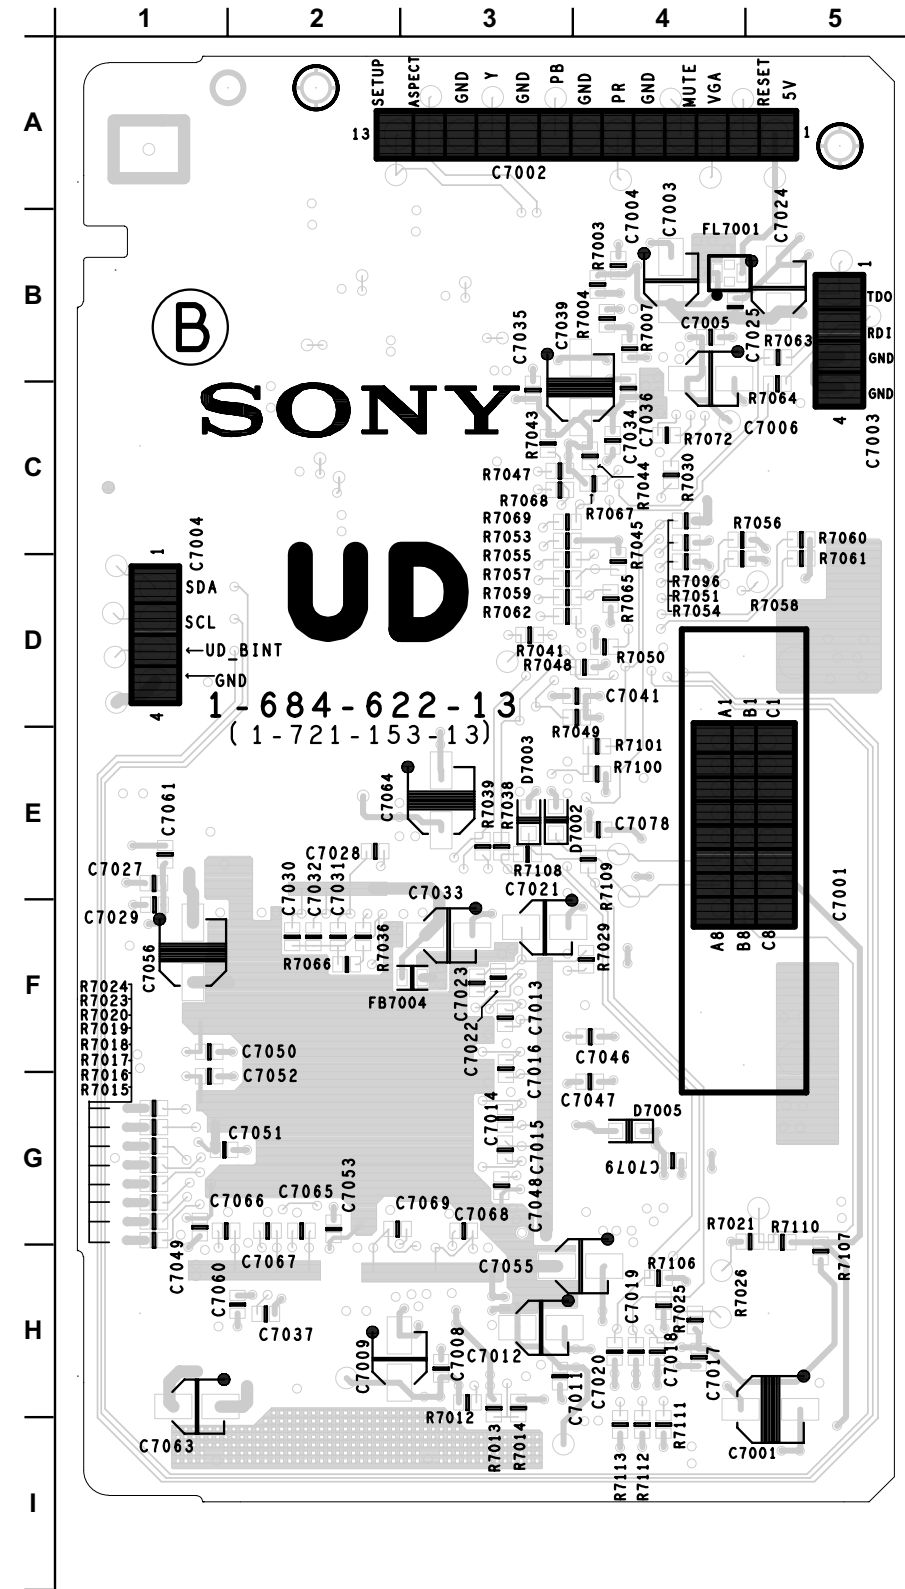 1 2 3 4 5
A
B
C
D
E
F
G
H
I
SETUP ASPECT GND Y GND PB GND PR GND MUTE VGA RESET 5V
13 1
C7002
C7004 C7003 C7024
R7003 FL7001
1
TDO
RDI
GND
GND
4
C7003
B
R7004 C7039 C7035 R7007 C7005 C7025 R7063
R7064
SONY
R7043 C7034 C7036 R7072 C7006
R7047 R7044 R7030
R7068 R7067
R7069 R7045 R7056 R7060
R7053
R7055 R7061
R7057 R7065 R7096
R7059 R7051 R7058
R7062 R7054
UD
C7004
1
SDA
SCL
←UD_BINT
←GND
4
R7041 R7050
R7048
C7041
1-684-622-13
(1-721-153-13)
R7049
D7003 R7101
R7100
A1 B1 C1
C7064 R7039 R7038 D7002 C7078
C7061
C7028 R7108 R7109
C7027 C7030 C7032 C7031 C7033 C7021 C7001
C7029
C7056 R7066 R7036 R7029
A8 B8 C8
FB7004 C7023 C7022 C7013
R7024
R7023
R7020
R7019
R7018
R7017
R7016
R7015
C7050
C7052
C7046
C7016
C7047
C7014 D7005
C7051 C7015 C7079
C7053 C7048
C7066 C7065 C7069 C7068
R7021 R7110
C7049 C7067 R7107
C7060 C7055 R7106
C7019 R7025 R7026
C7037 C7009 C7008 C7012 C7018 C7017
C7020
C7011
R7012
C7063 R7013 R7014 R7111 C7001
R7113 R7112